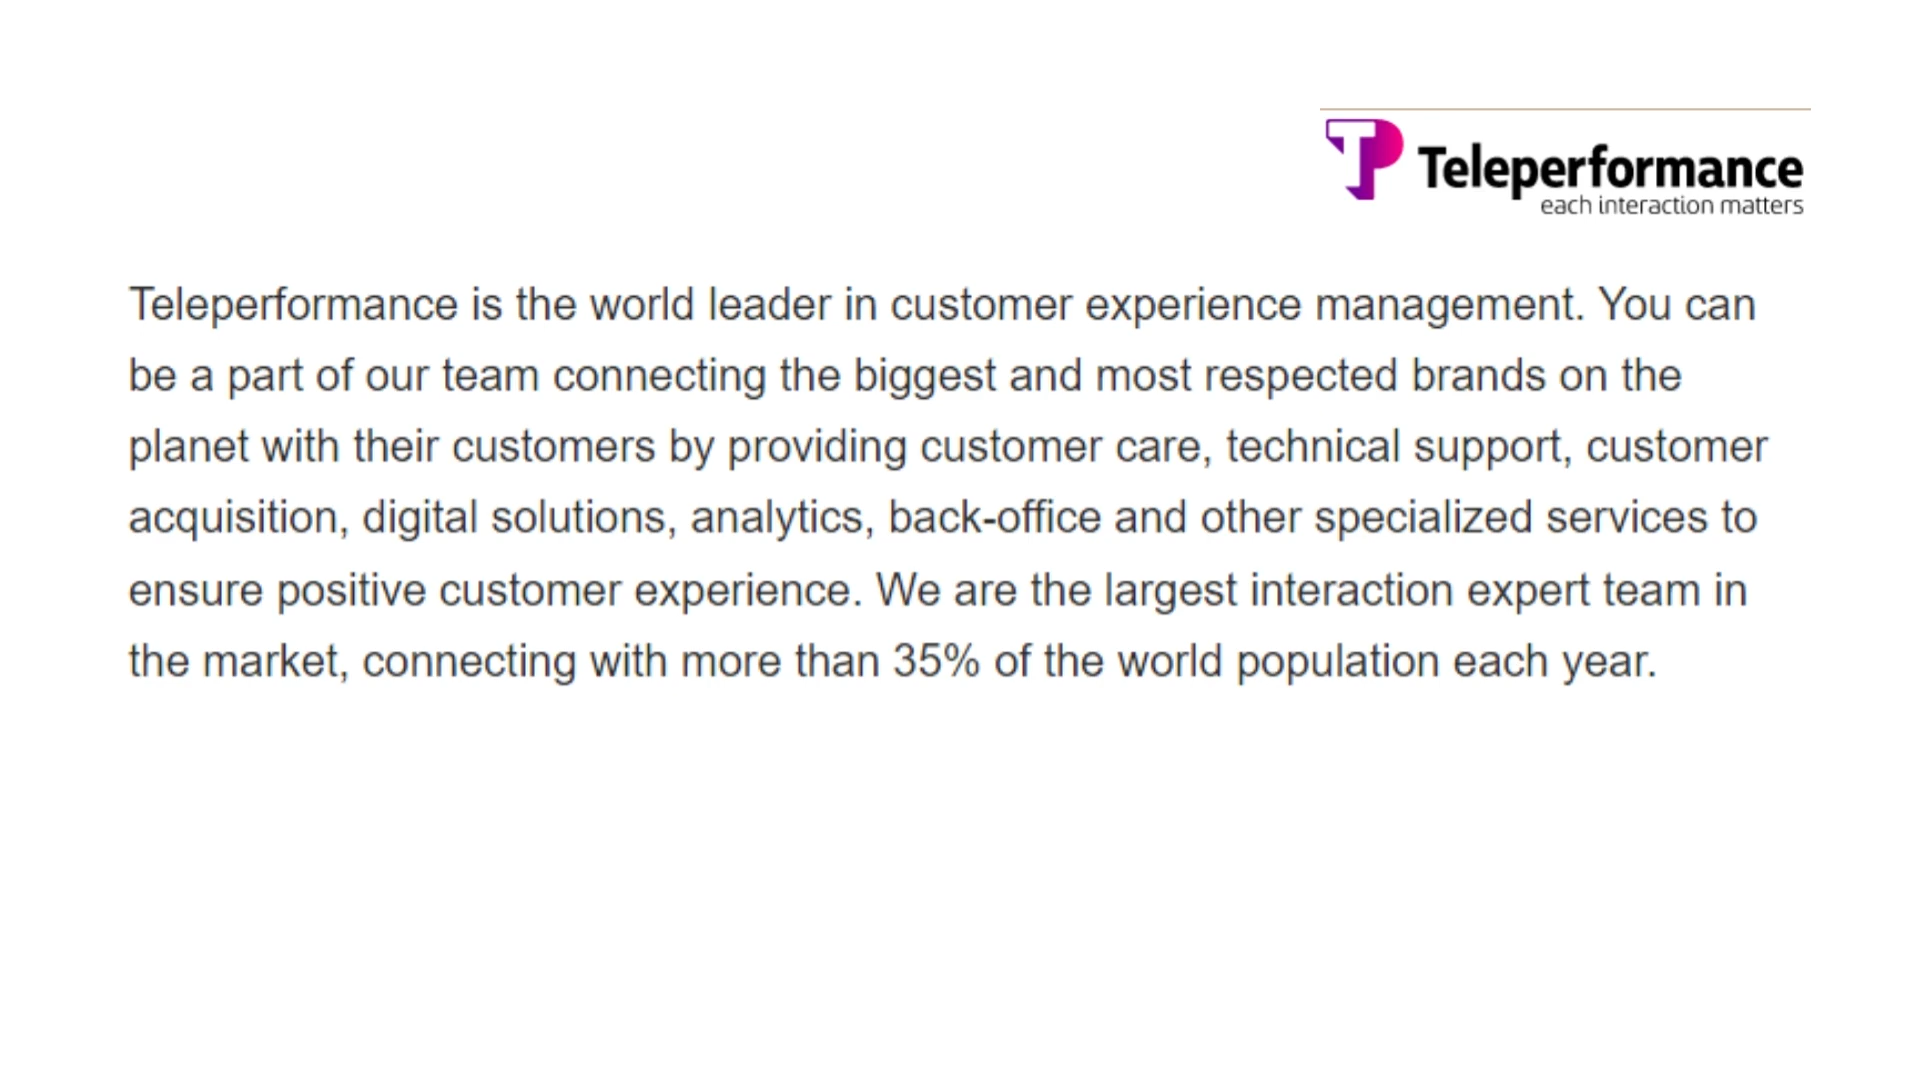 Teleperformance
each interaction matters
Teleperformance is the world leader in customer experience management. You can
be a part of our team connecting the biggest and most respected brands on the
planet with their customers by providing customer care, technical support, customer
acquisition, digital solutions, analytics, back-office and other specialized services to
ensure positive customer experience. We are the largest interaction expert team in
the market, connecting with more than 35% of the world population each year.